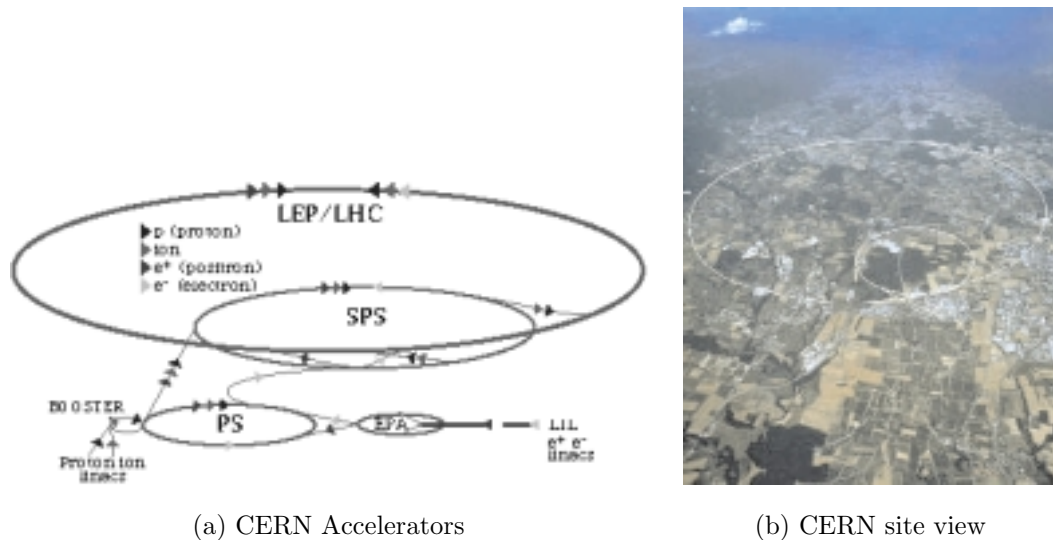 LEP/LHC
p (proton)
ion
e⁺ (positron)
e⁻ (electron)
SPS
BOOSTER
PS
EPA
LIL
e⁺ e⁻
linacs
Proton ion
linacs
(a) CERN Accelerators
(b) CERN site view